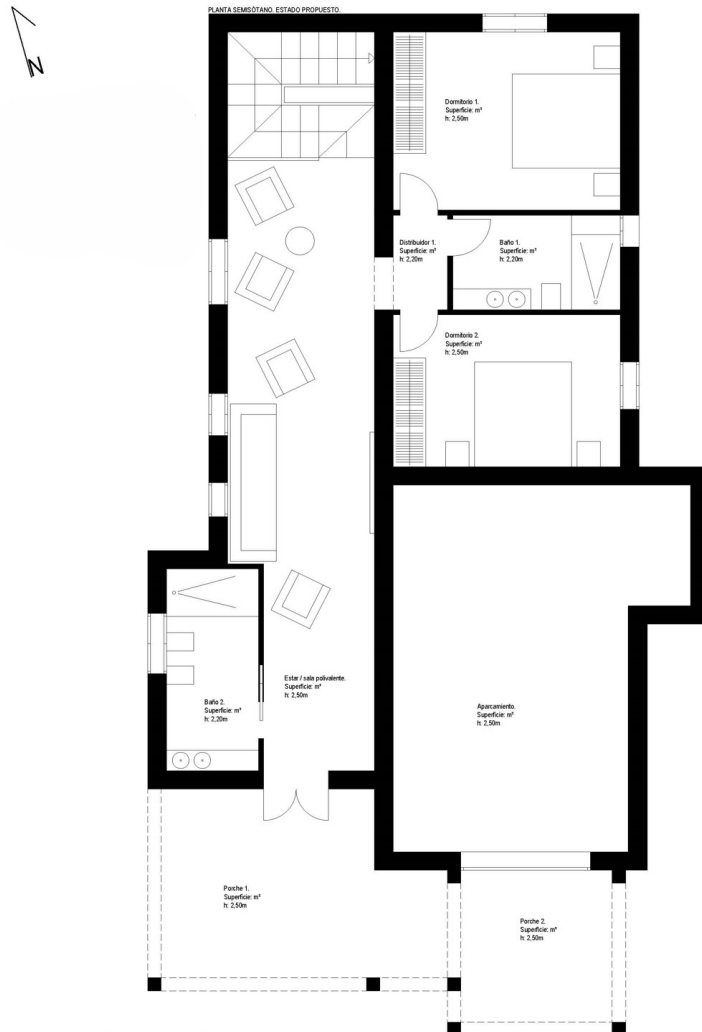 PLANTA SEMISÓTANO. ESTADO PROPUESTO.
N
Dormitorio 1.
Superficie: m²
h: 2,50m
Distribuidor 1.
Superficie: m²
h: 2,20m
Baño 1.
Superficie: m²
h: 2,20m
Dormitorio 2.
Superficie: m²
h: 2,50m
Estar / sala polivalente.
Superficie: m²
h: 2,50m
Baño 2.
Superficie: m²
h: 2,20m
Aparcamiento.
Superficie: m²
h: 2,50m
Porche 1.
Superficie: m²
h: 2,50m
Porche 2.
Superficie: m²
h: 2,50m